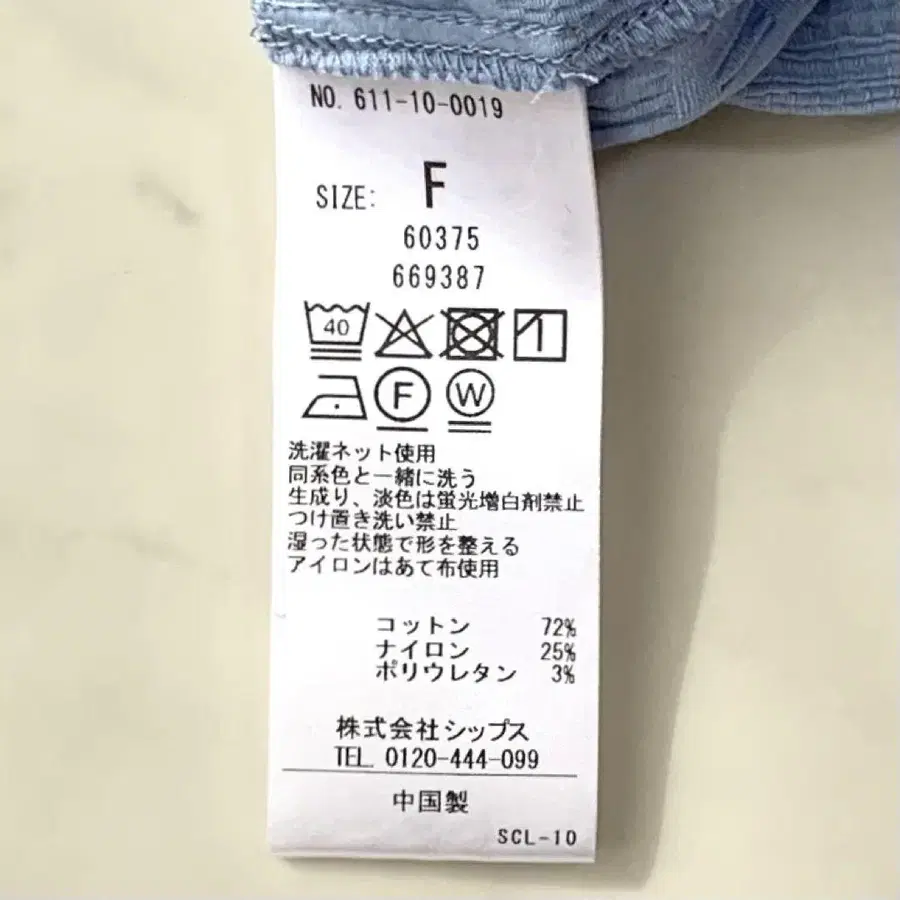 NO. 611-10-0019
SIZE: F
60375
669387
40
F W
洗濯ネット使用
同系色と一緒に洗う
生成り、淡色は蛍光増白剤禁止
つけ置き洗い禁止
湿った状態で形を整える
アイロンはあて布使用
コットン 72%
ナイロン 25%
ポリウレタン 3%
株式会社シップス
TEL. 0120-444-099
中国製
SCL-10